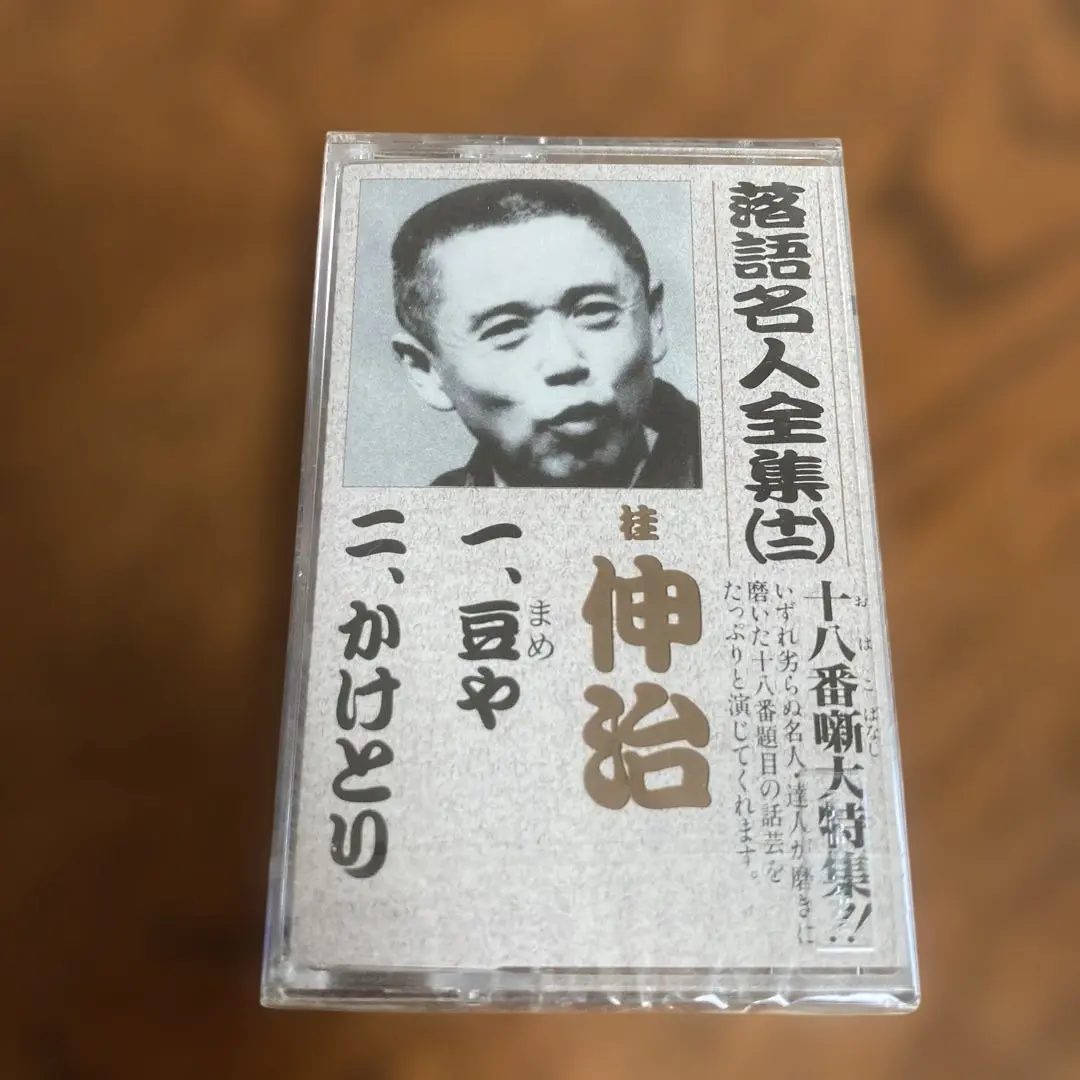 落語名人全集(十二)
十八番噺大特集!!
おはこばなし
いずれ劣らぬ名人・達人が磨きに
磨いた十八番題目の話芸を
たっぷりと演じてくれます。
桂
伸治
一、豆や
まめ
二、かけとり